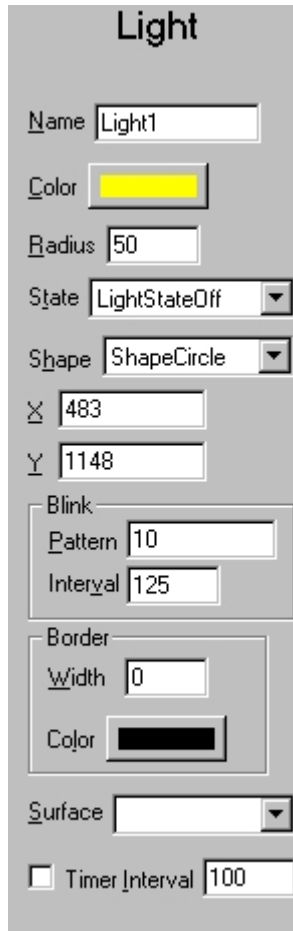 Light
Name Light1
Color
Radius 50
State LightStateOff
Shape ShapeCircle
X 483
Y 1148
Blink
Pattern 10
Interval 125
Border
Width 0
Color
Surface
Timer Interval 100